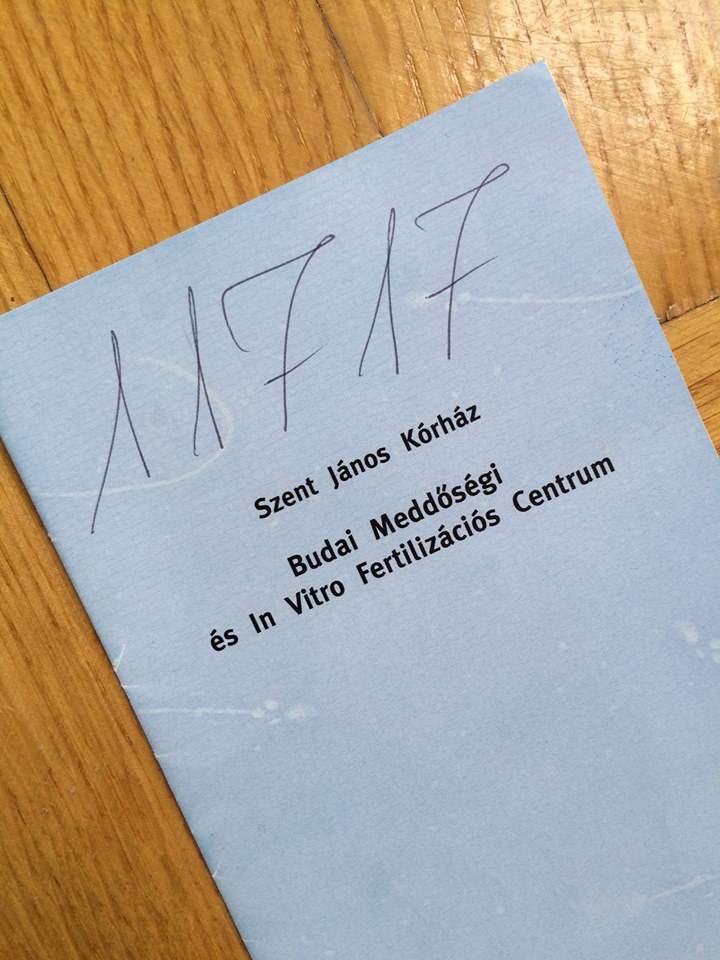 11717
Szent János Kórház
Budai Meddőségi
és In Vitro Fertilizációs Centrum